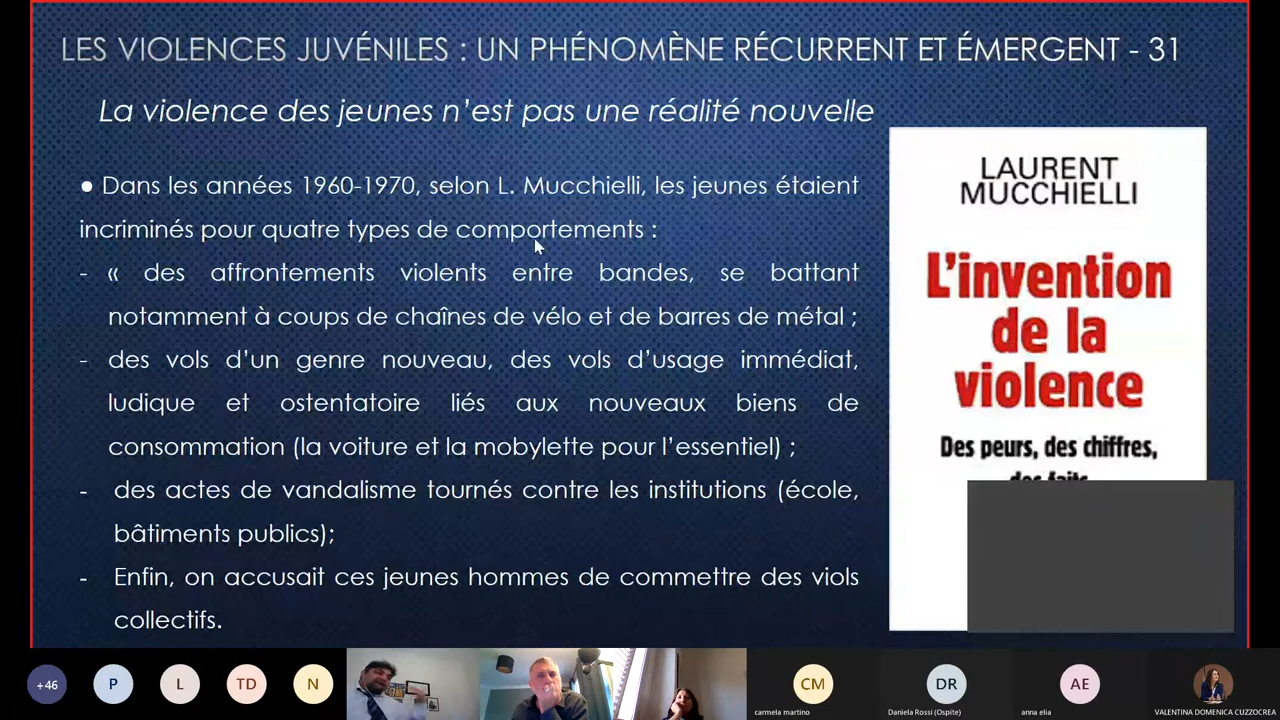 LES VIOLENCES JUVÉNILES : UN PHÉNOMÈNE RÉCURRENT ET ÉMERGENT - 31
La violence des jeunes n’est pas une réalité nouvelle
● Dans les années 1960-1970, selon L. Mucchielli, les jeunes étaient
incriminés pour quatre types de comportements :
- « des affrontements violents entre bandes, se battant
notamment à coups de chaînes de vélo et de barres de métal ;
- des vols d’un genre nouveau, des vols d’usage immédiat,
ludique et ostentatoire liés aux nouveaux biens de
consommation (la voiture et la mobylette pour l’essentiel) ;
- des actes de vandalisme tournés contre les institutions (école,
bâtiments publics);
- Enfin, on accusait ces jeunes hommes de commettre des viols
collectifs.
LAURENT
MUCCHIELLI
L’invention
de la
violence
Des peurs, des chiffres,
des faits
+46
P
L
TD
N
CM
carmela martino
DR
Daniela Rossi (Ospite)
AE
anna elia
VALENTINA DOMENICA CUZZOCREA